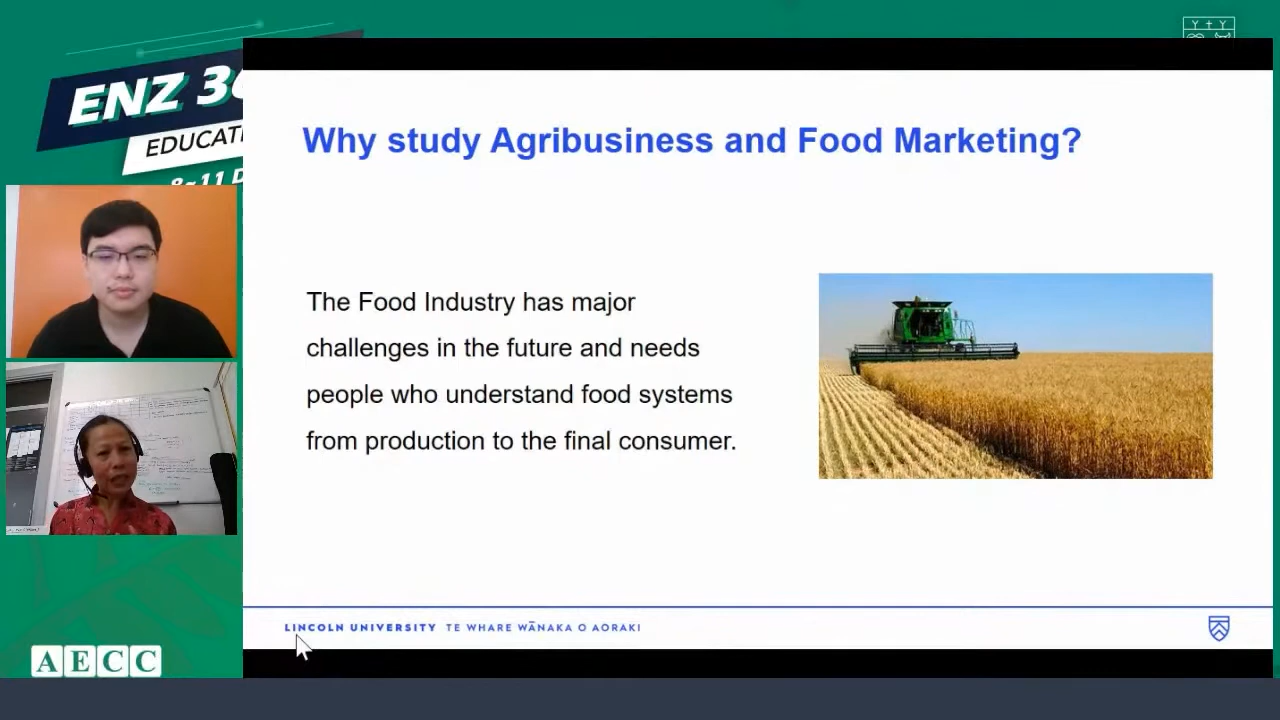 Y † Y
ENZ 36
EDUCATI
8-11 D
Why study Agribusiness and Food Marketing?
The Food Industry has major
challenges in the future and needs
people who understand food systems
from production to the final consumer.
LINCOLN UNIVERSITY TE WHARE WĀNAKA O AORAKI
AECC